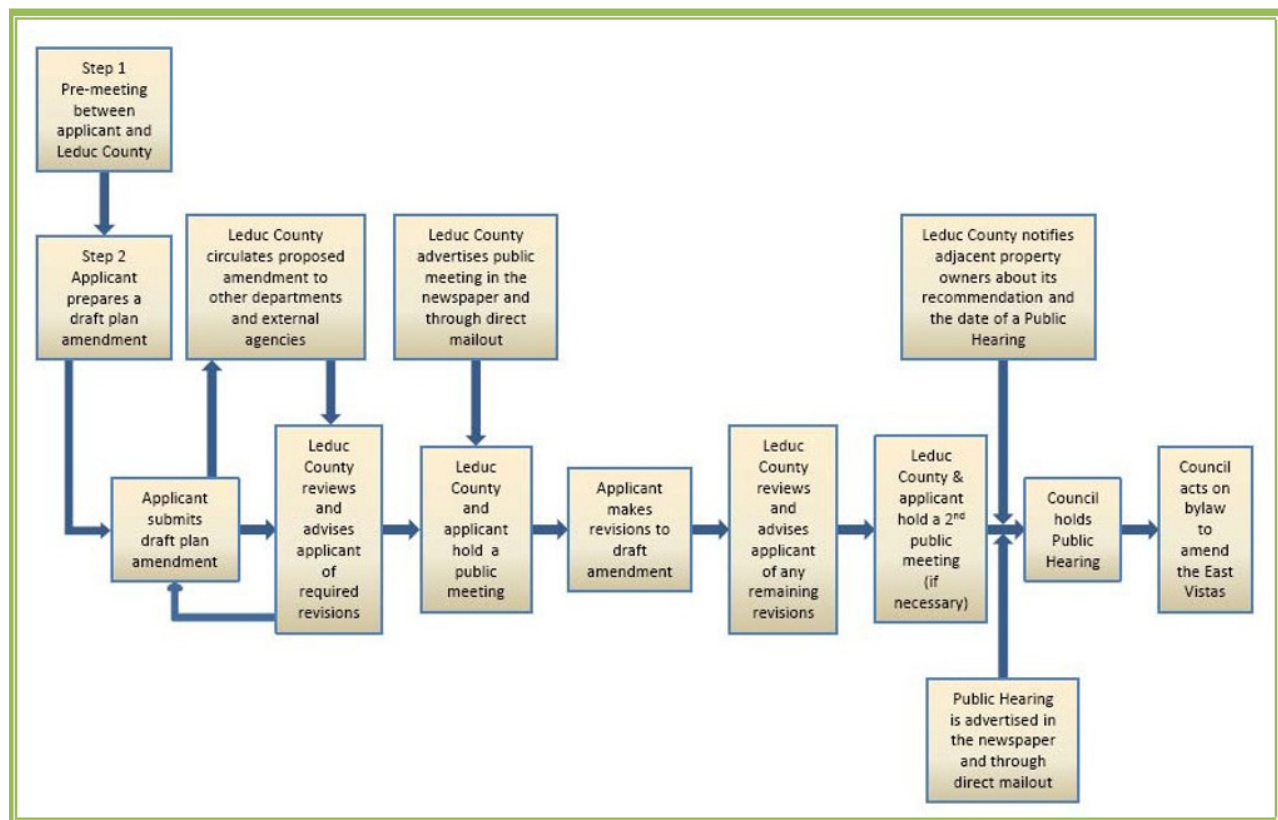 Step 1
Pre-meeting
between
applicant and
Leduc County
Step 2
Applicant
prepares a
draft plan
amendment
Leduc County
circulates proposed
amendment to
other departments
and external
agencies
Leduc County
advertises public
meeting in the
newspaper and
through direct
mailout
Leduc County notifies
adjacent property
owners about its
recommendation and
the date of a Public
Hearing
Applicant
submits
draft plan
amendment
Leduc
County
reviews
and
advises
applicant
of
required
revisions
Leduc
County
and
applicant
hold a
public
meeting
Applicant
makes
revisions to
draft
amendment
Leduc
County
reviews
and
advises
applicant
of any
remaining
revisions
Leduc
County &
applicant
hold a 2nd
public
meeting
(if
necessary)
Council
holds
Public
Hearing
Council
acts on
bylaw
to
amend
the East
Vistas
Public Hearing
is advertised in
the newspaper
and through
direct mailout